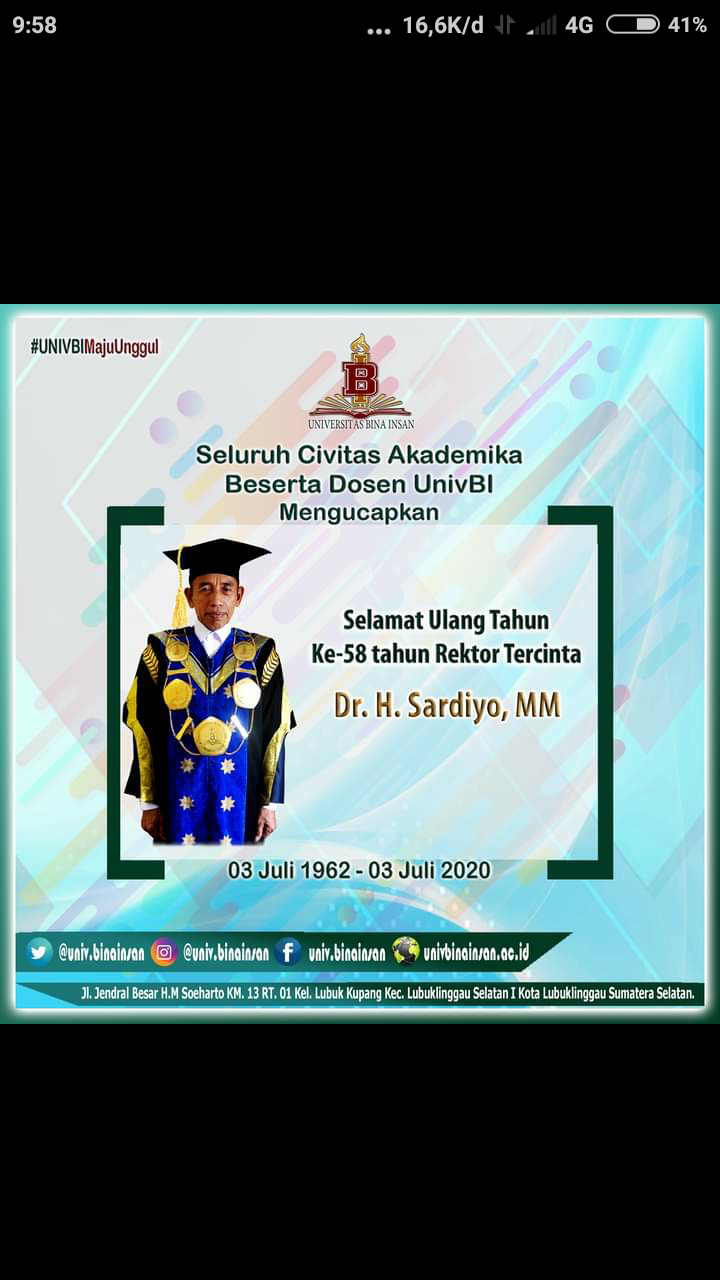 9:58
... 16,6K/d 4G 41%
#UNIVBIMajuUnggul
B
UNIVERSITAS BINA INSAN
Seluruh Civitas Akademika
Beserta Dosen UnivBI
Mengucapkan
Selamat Ulang Tahun
Ke-58 tahun Rektor Tercinta
Dr. H. Sardiyo, MM
03 Juli 1962 - 03 Juli 2020
@univ.binainsan @univ.binainsan univ.binainsan univbinainsan.ac.id
Jl. Jendral Besar H.M Soeharto KM. 13 RT. 01 Kel. Lubuk Kupang Kec. Lubuklinggau Selatan I Kota Lubuklinggau Sumatera Selatan.